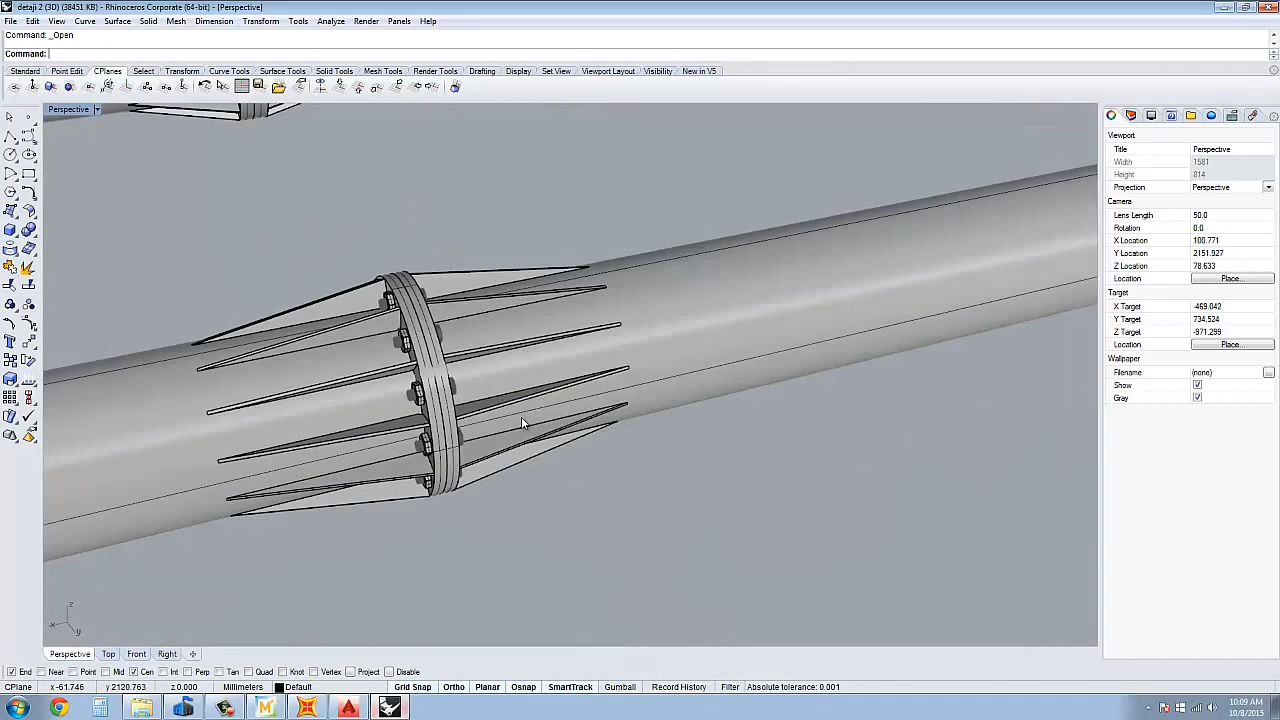 detaji 2 (3D) (38451 KB) - Rhinoceros Corporate (64-bit) - [Perspective]
File Edit View Curve Surface Solid Mesh Dimension Transform Tools Analyze Render Panels Help
Command: _Open
Command:
Standard Point Edit CPlanes Select Transform Curve Tools Surface Tools Solid Tools Mesh Tools Render Tools Drafting Display Set View Viewport Layout Visibility New in V5
Perspective
Viewport
Title Perspective
Width 1581
Height 814
Projection Perspective
Camera
Lens Length 50.0
Rotation 0.0
X Location 100.771
Y Location 2151.927
Z Location 78.633
Location Place...
Target
X Target -469.042
Y Target 734.524
Z Target -971.299
Location Place...
Wallpaper
Filename (none) ...
Show
Gray
z
x
y
Perspective Top Front Right
End Near Point Mid Cen Int Perp Tan Quad Knot Vertex Project Disable
CPlane x -61.746 y 2120.763 z 0.000 Millimeters Default Grid Snap Ortho Planar Osnap SmartTrack Gumball Record History Filter Absolute tolerance: 0.001
10:09 AM
10/8/2015